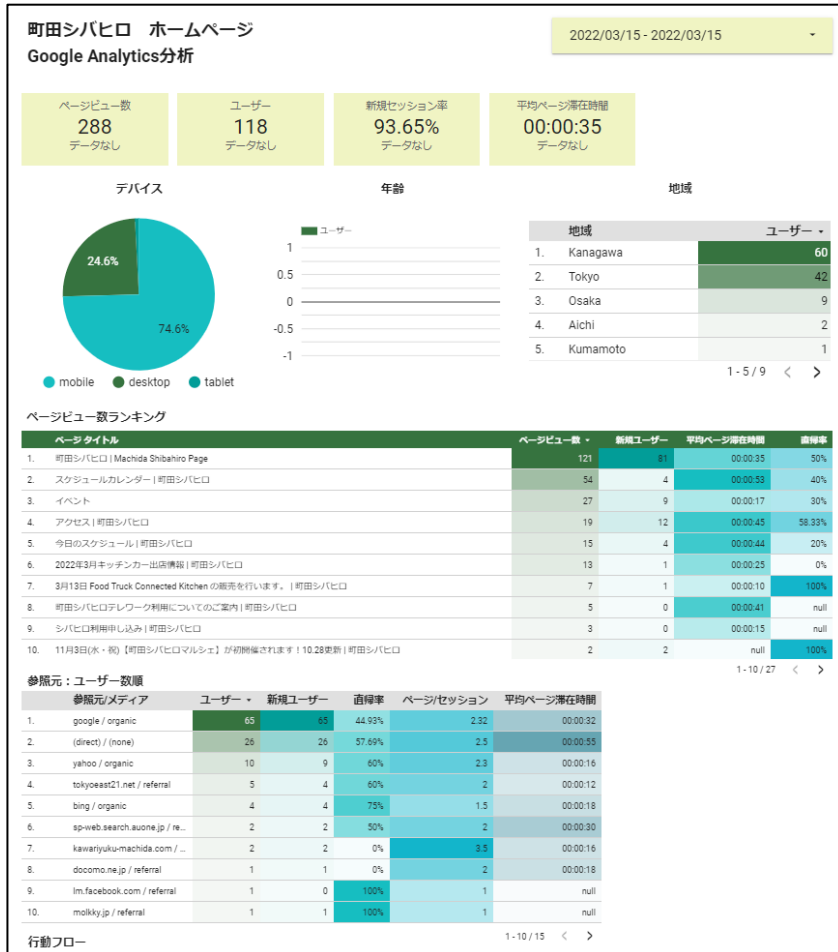 町田シバヒロ　ホームページ
Google Analytics分析
2022/03/15 - 2022/03/15
ページビュー数
288
データなし
ユーザー
118
データなし
新規セッション率
93.65%
データなし
平均ページ滞在時間
00:00:35
データなし
デバイス
24.6%
74.6%
mobile desktop tablet
年齢
ユーザー
1
0.5
0
-0.5
-1
地域
地域 ユーザー
1. Kanagawa 60
2. Tokyo 42
3. Osaka 9
4. Aichi 2
5. Kumamoto 1
1 - 5 / 9 < >
ページビュー数ランキング
ページタイトル ページビュー数 新規ユーザー 平均ページ滞在時間 直帰率
1. 町田シバヒロ | Machida Shibahiro Page 121 81 00:00:35 50%
2. スケジュールカレンダー | 町田シバヒロ 54 4 00:00:53 40%
3. イベント 27 9 00:00:17 30%
4. アクセス | 町田シバヒロ 19 12 00:00:45 58.33%
5. 今日のスケジュール | 町田シバヒロ 15 4 00:00:44 20%
6. 2022年3月キッチンカー出店情報 | 町田シバヒロ 13 1 00:00:25 0%
7. 3月13日 Food Truck Connected Kitchen の販売を行います。 | 町田シバヒロ 7 1 00:00:10 100%
8. 町田シバヒロテレワーク利用についてのご案内 | 町田シバヒロ 5 0 00:00:41 null
9. シバヒロ利用申し込み | 町田シバヒロ 3 0 00:00:15 null
10. 11月3日(水・祝)【町田シバヒロマルシェ】が初開催されます！10.28更新 | 町田シバヒロ 2 2 null 100%
1 - 10 / 27 < >
参照元：ユーザー数順
参照元/メディア ユーザー 新規ユーザー 直帰率 ページ/セッション 平均ページ滞在時間
1. google / organic 65 65 44.93% 2.32 00:00:32
2. (direct) / (none) 26 26 57.69% 2.5 00:00:55
3. yahoo / organic 10 9 60% 2.3 00:00:16
4. tokyoeast21.net / referral 5 4 60% 2 00:00:12
5. bing / organic 4 4 75% 1.5 00:00:18
6. sp-web.search.auone.jp / re... 2 2 50% 2 00:00:30
7. kawariyuku-machida.com / ... 2 2 0% 3.5 00:00:16
8. docomo.ne.jp / referral 1 1 0% 2 00:00:18
9. lm.facebook.com / referral 1 0 100% 1 null
10. molkky.jp / referral 1 1 100% 1 null
1 - 10 / 15 < >
行動フロー